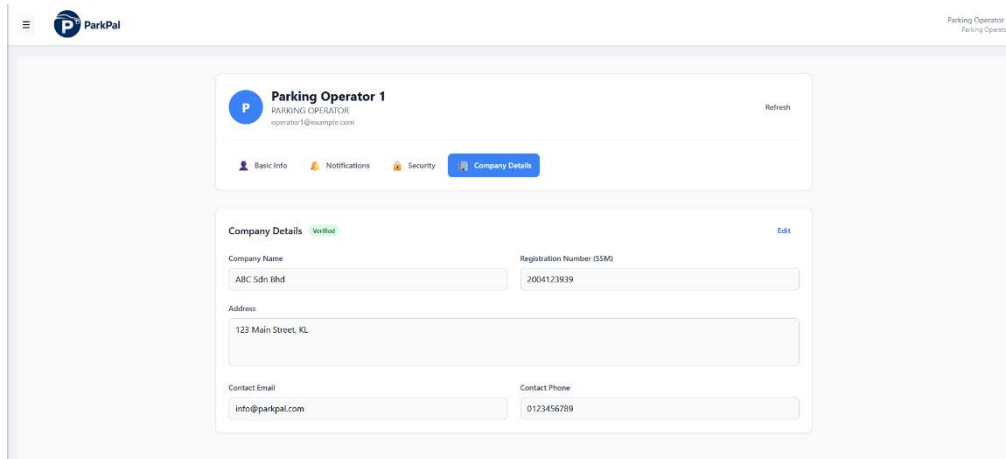 ☰ ParkPal
Parking Operator
Parking Operato
P
Parking Operator 1
PARKING OPERATOR
operator1@example.com
Refresh
Basic Info Notifications Security Company Details
Company Details Verified Edit
Company Name Registration Number (SSM)
ABC Sdn Bhd 2004123939
Address
123 Main Street, KL
Contact Email Contact Phone
info@parkpal.com 0123456789